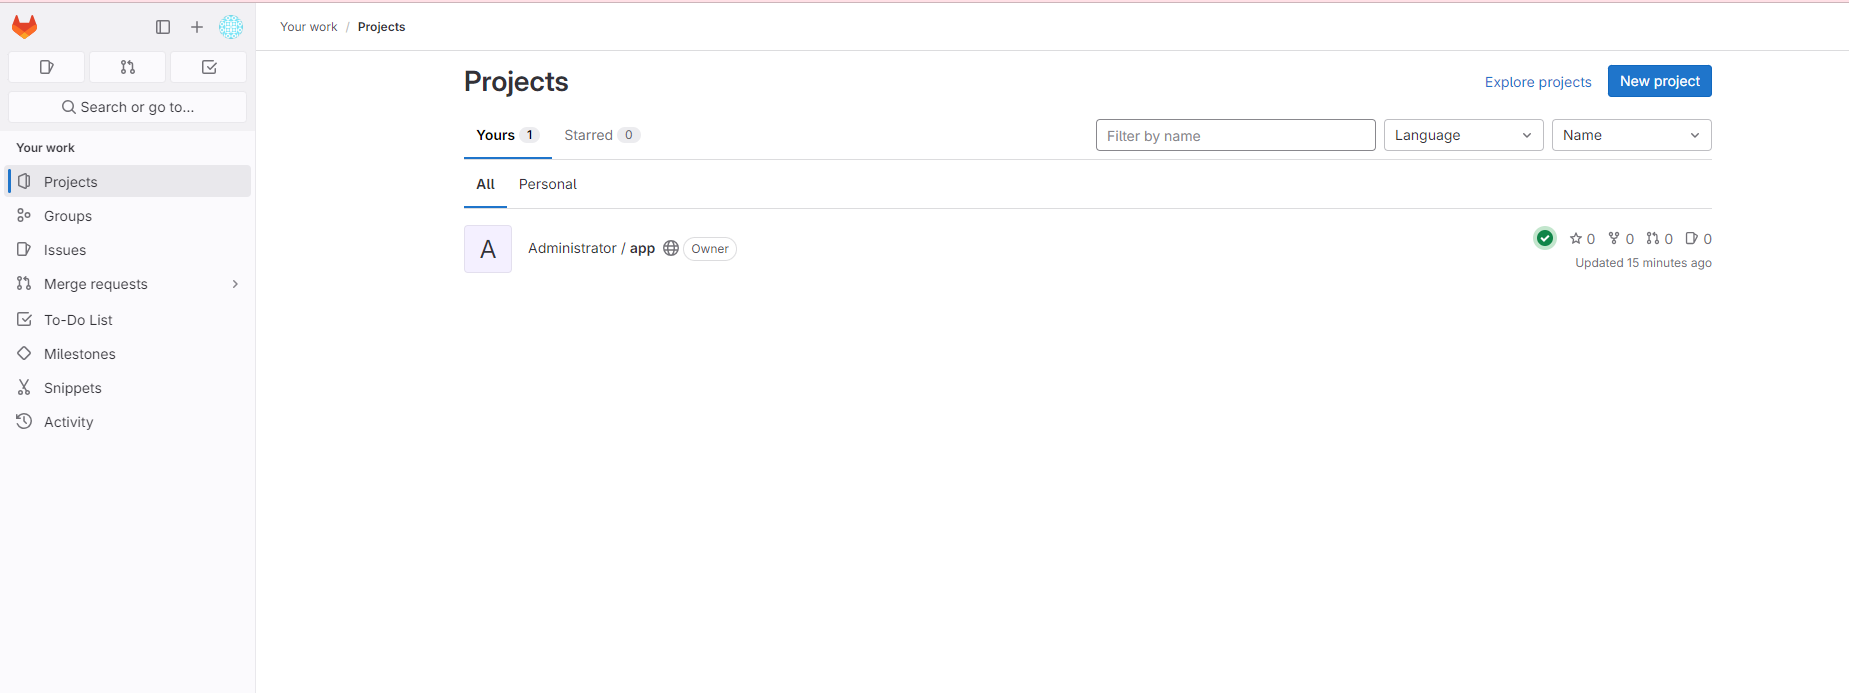 Your work / Projects
Search or go to...
Your work
Projects
Groups
Issues
Merge requests
To-Do List
Milestones
Snippets
Activity
Projects
Explore projects
New project
Yours 1 Starred 0
Filter by name
Language
Name
All Personal
A
Administrator / app Owner
0 0 0 0
Updated 15 minutes ago